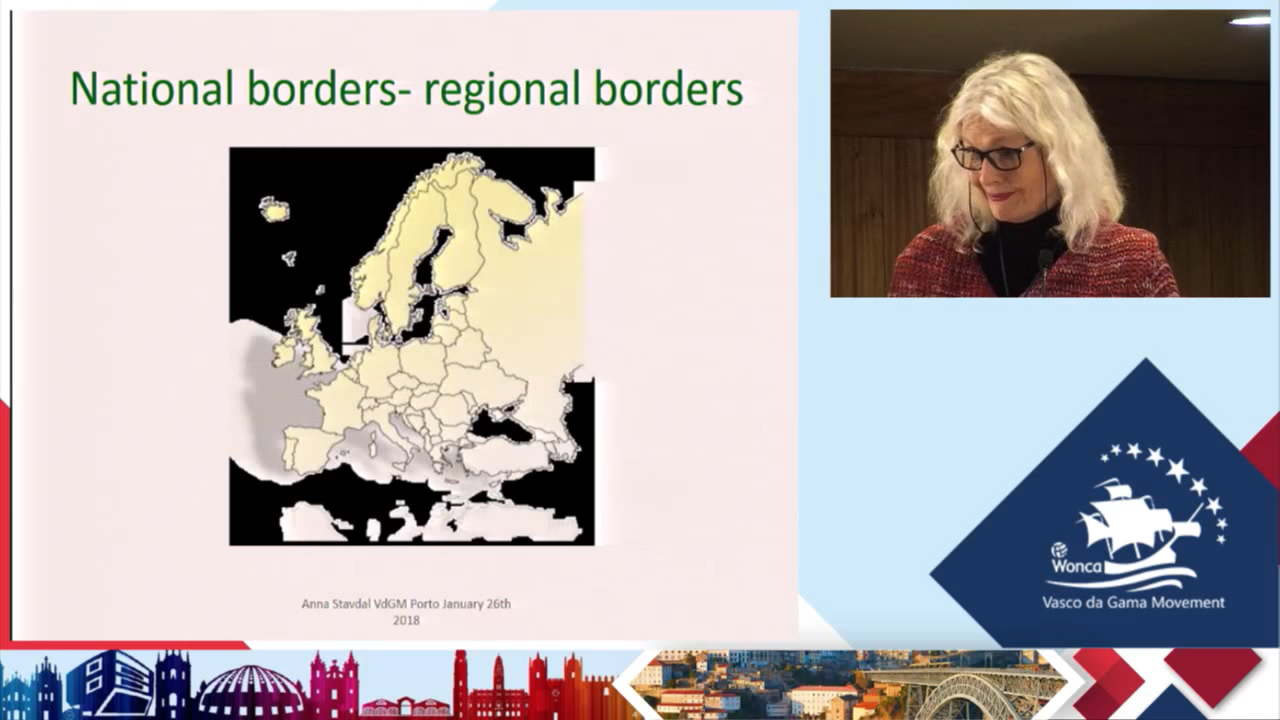 National borders- regional borders
Anna Stavdal VdGM Porto January 26th
2018
Wonca
Vasco da Gama Movement